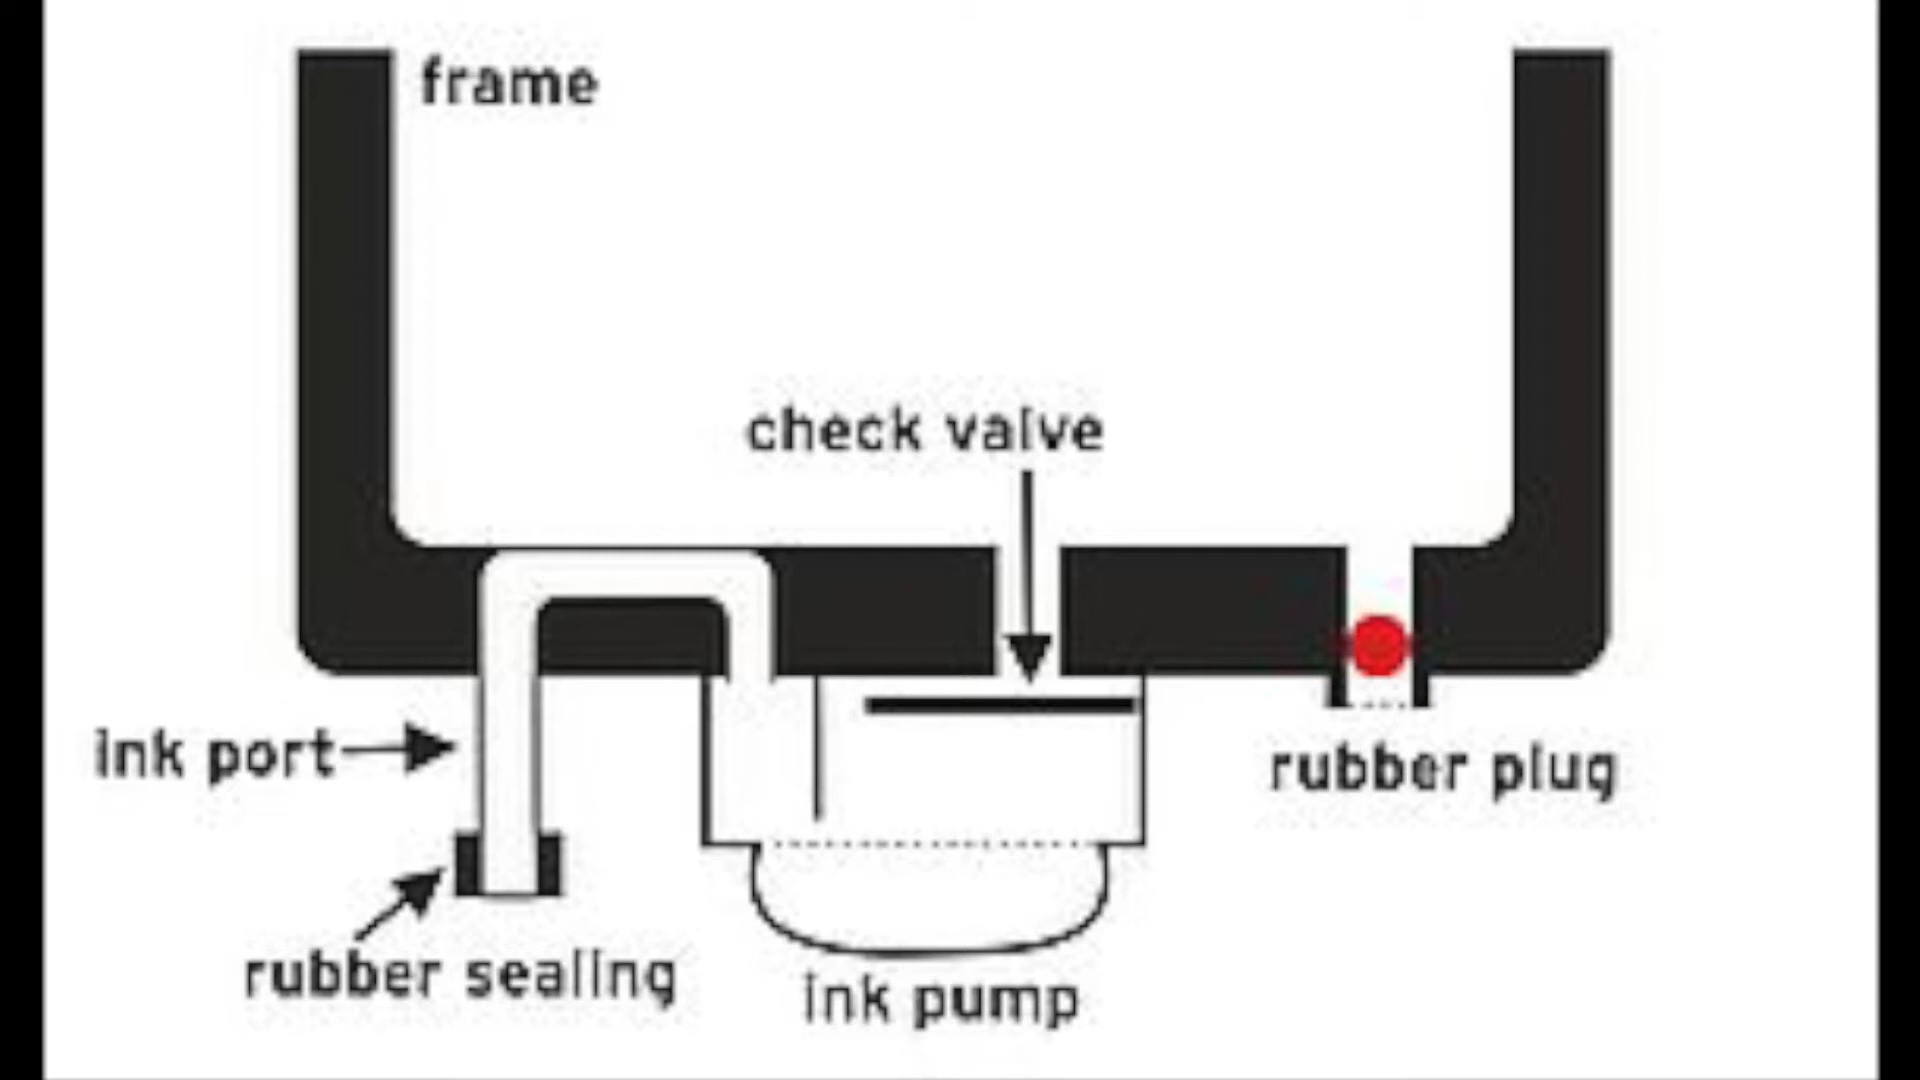 frame
check valve
ink port
rubber plug
rubber sealing
ink pump